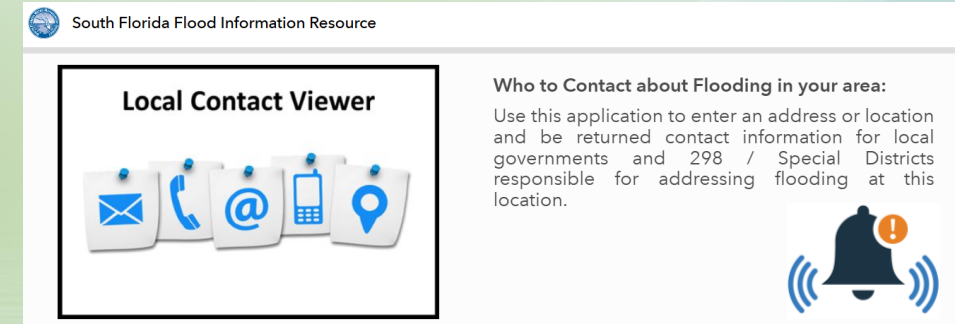 South Florida Flood Information Resource
Local Contact Viewer
@
Who to Contact about Flooding in your area:
Use this application to enter an address or location
and be returned contact information for local
governments and 298 / Special Districts
responsible for addressing flooding at this
location.
!